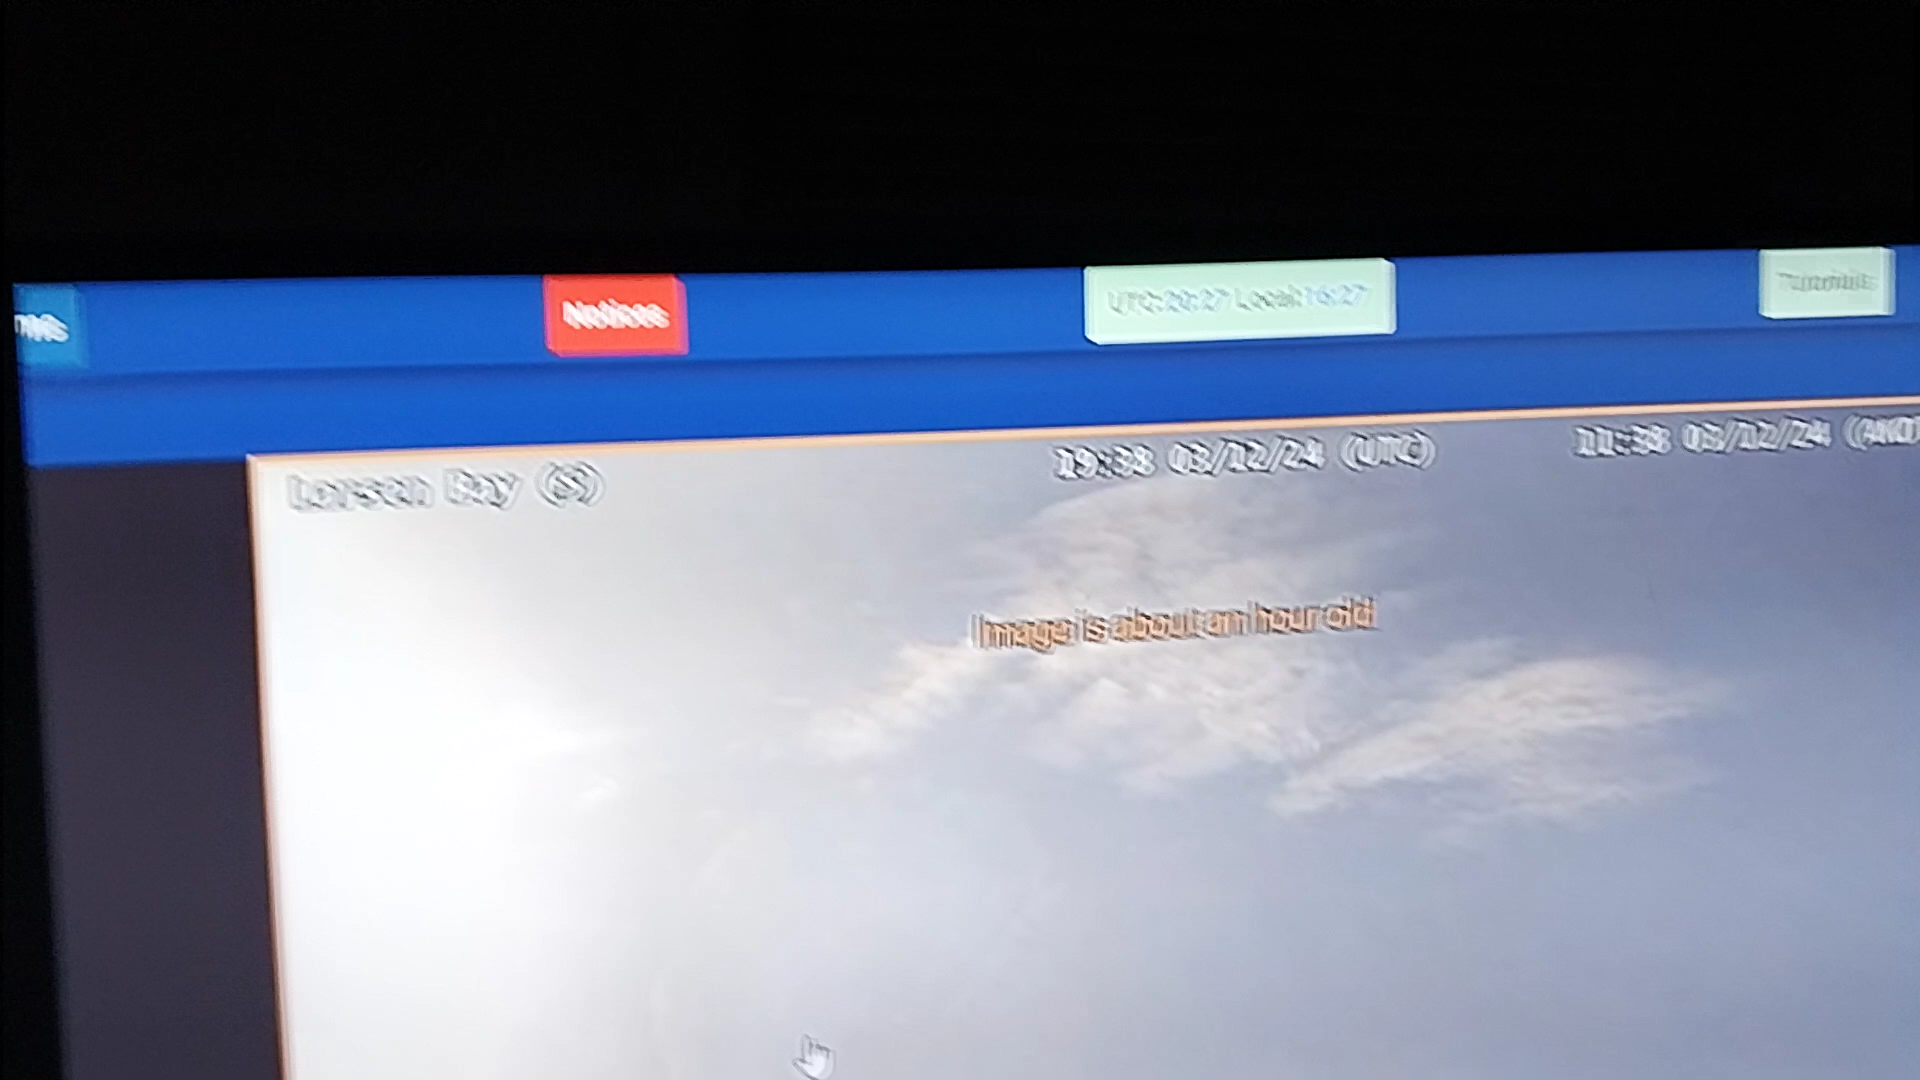 Notices
UTC:20:27 Local:16:27
Tutorials
Larsen Bay (S)
19:38 03/12/24 (UTC)
11:38 03/12/24
Image is about an hour old